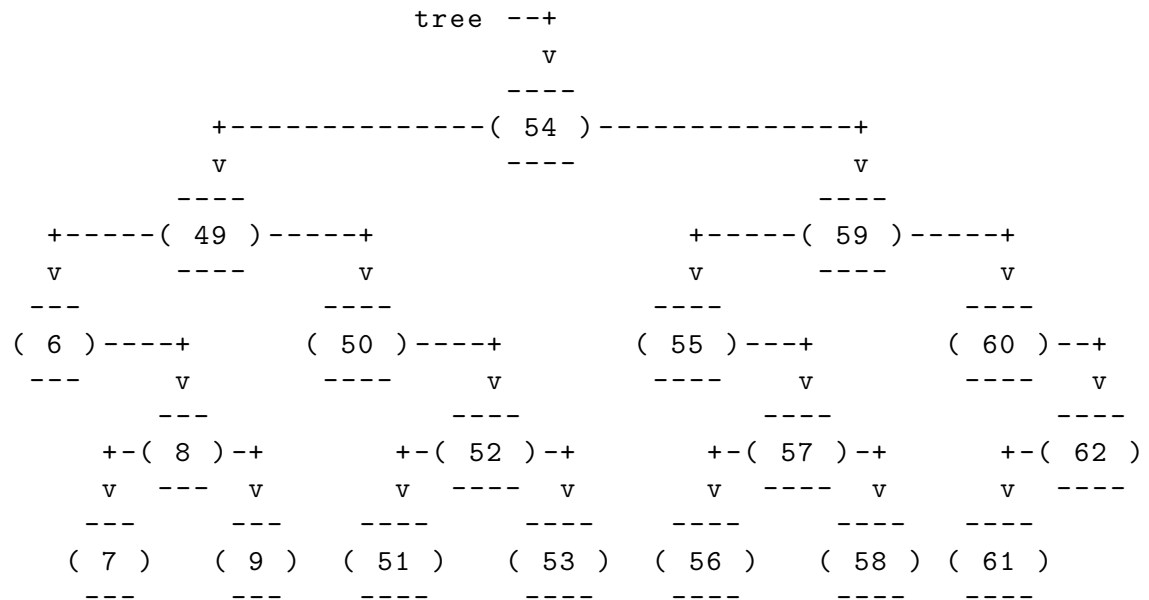 tree --+
v
----
+--------------( 54 )--------------+
v ---- v
---- ----
+-----( 49 )-----+ +-----( 59 )-----+
v ---- v v ---- v
--- ---- ---- ----
( 6 )----+ ( 50 )----+ ( 55 )---+ ( 60 )--+
--- v ---- v ---- v ---- v
--- ---- ---- ----
+-( 8 )-+ +-( 52 )-+ +-( 57 )-+ +-( 62 )
v --- v v ---- v v ---- v v ----
--- --- ---- ---- ---- ---- ----
( 7 ) ( 9 ) ( 51 ) ( 53 ) ( 56 ) ( 58 ) ( 61 )
--- --- ---- ---- ---- ---- ----